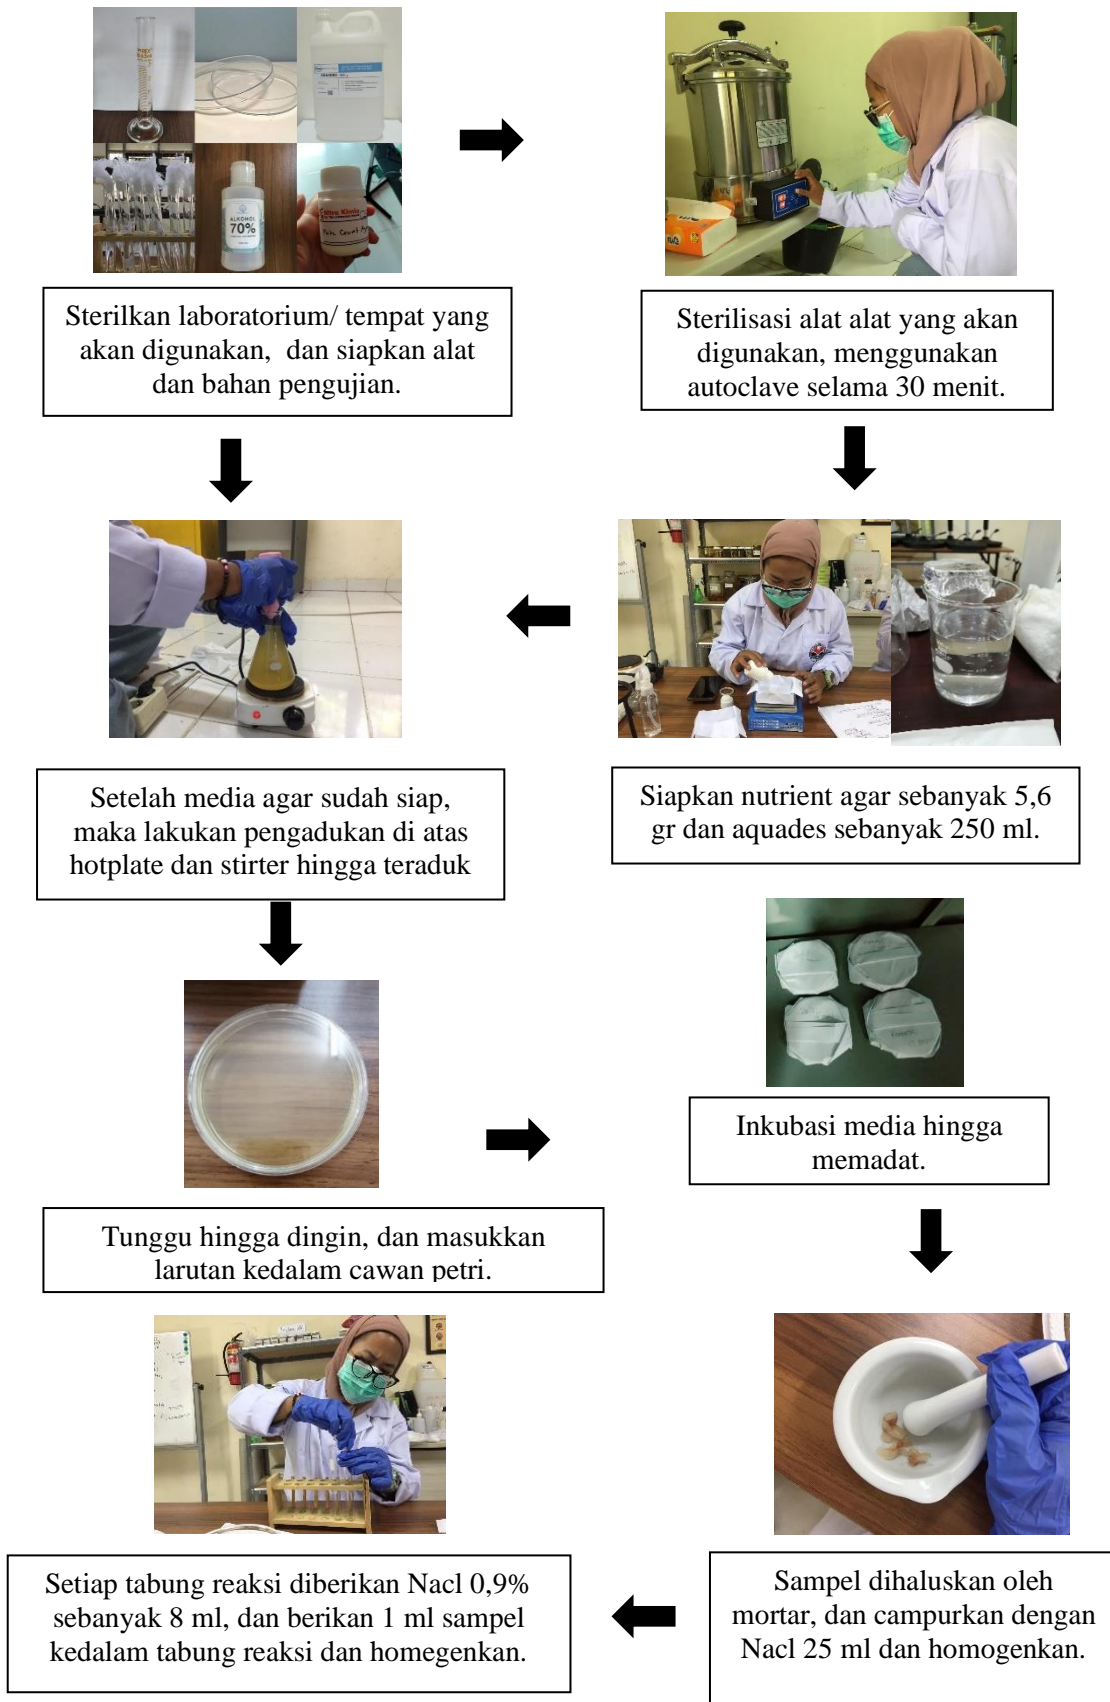 ALKOHOL
70%
Sterilkan laboratorium/ tempat yang
akan digunakan,  dan siapkan alat
dan bahan pengujian.
Sterilisasi alat alat yang akan
digunakan, menggunakan
autoclave selama 30 menit.
Siapkan nutrient agar sebanyak 5,6
gr dan aquades sebanyak 250 ml.
Setelah media agar sudah siap,
maka lakukan pengadukan di atas
hotplate dan stirter hingga teraduk
Tunggu hingga dingin, dan masukkan
larutan kedalam cawan petri.
Inkubasi media hingga
memadat.
Sampel dihaluskan oleh
mortar, dan campurkan dengan
Nacl 25 ml dan homogenkan.
Setiap tabung reaksi diberikan Nacl 0,9%
sebanyak 8 ml, dan berikan 1 ml sampel
kedalam tabung reaksi dan homegenkan.